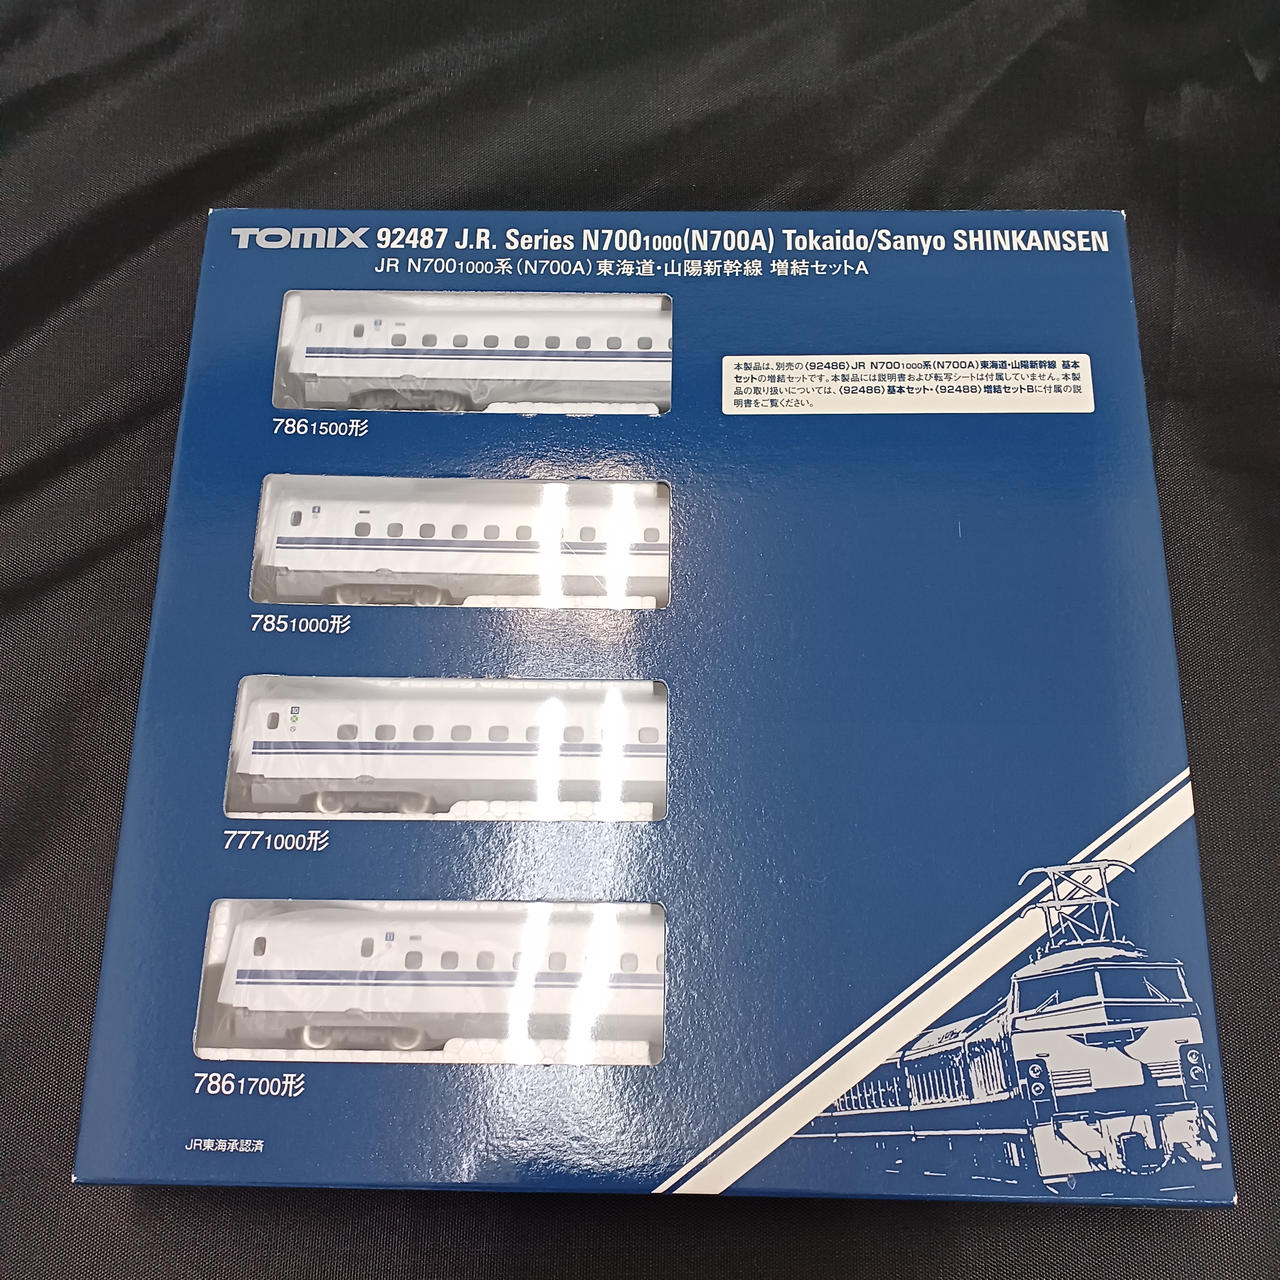 TOMIX 92487 J.R. Series N7001000(N700A) Tokaido/Sanyo SHINKANSEN
JR N7001000系(N700A)東海道・山陽新幹線 増結セットA
本製品は、別売の〈92486〉JR N7001000系(N700A)東海道・山陽新幹線 基本
セットの増結セットです。本製品には説明書および転写シートは付属していません。本製
品の取り扱いについては、〈92486〉基本セット・〈92488〉増結セットBに付属の説
明書をご覧ください。
7861500形
4
7851000形
10
7771000形
11
7861700形
JR東海承認済